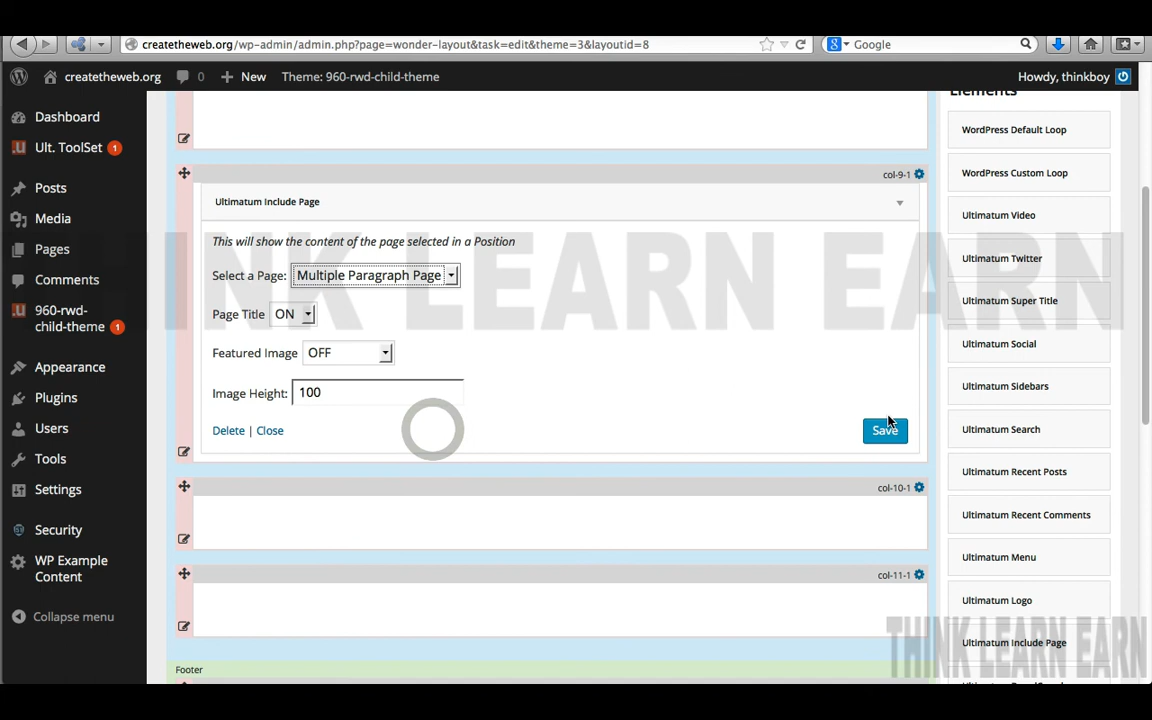 createtheweb.org/wp-admin/admin.php?page=wonder-layout&task=edit&theme=3&layoutid=8
Google
createtheweb.org
0
New
Theme: 960-rwd-child-theme
Howdy, thinkboy
Dashboard
Ult. ToolSet 1
Posts
Media
Pages
Comments
960-rwd-
child-theme 1
Appearance
Plugins
Users
Tools
Settings
Security
WP Example
Content
Collapse menu
col-9-1
Ultimatum Include Page
This will show the content of the page selected in a Position
Select a Page: Multiple Paragraph Page
Page Title ON
Featured Image OFF
Image Height: 100
Delete | Close
Save
col-10-1
col-11-1
Footer
Elements
WordPress Default Loop
WordPress Custom Loop
Ultimatum Video
Ultimatum Twitter
Ultimatum Super Title
Ultimatum Social
Ultimatum Sidebars
Ultimatum Search
Ultimatum Recent Posts
Ultimatum Recent Comments
Ultimatum Menu
Ultimatum Logo
Ultimatum Include Page
THINK LEARN EARN
THINK LEARN EARN